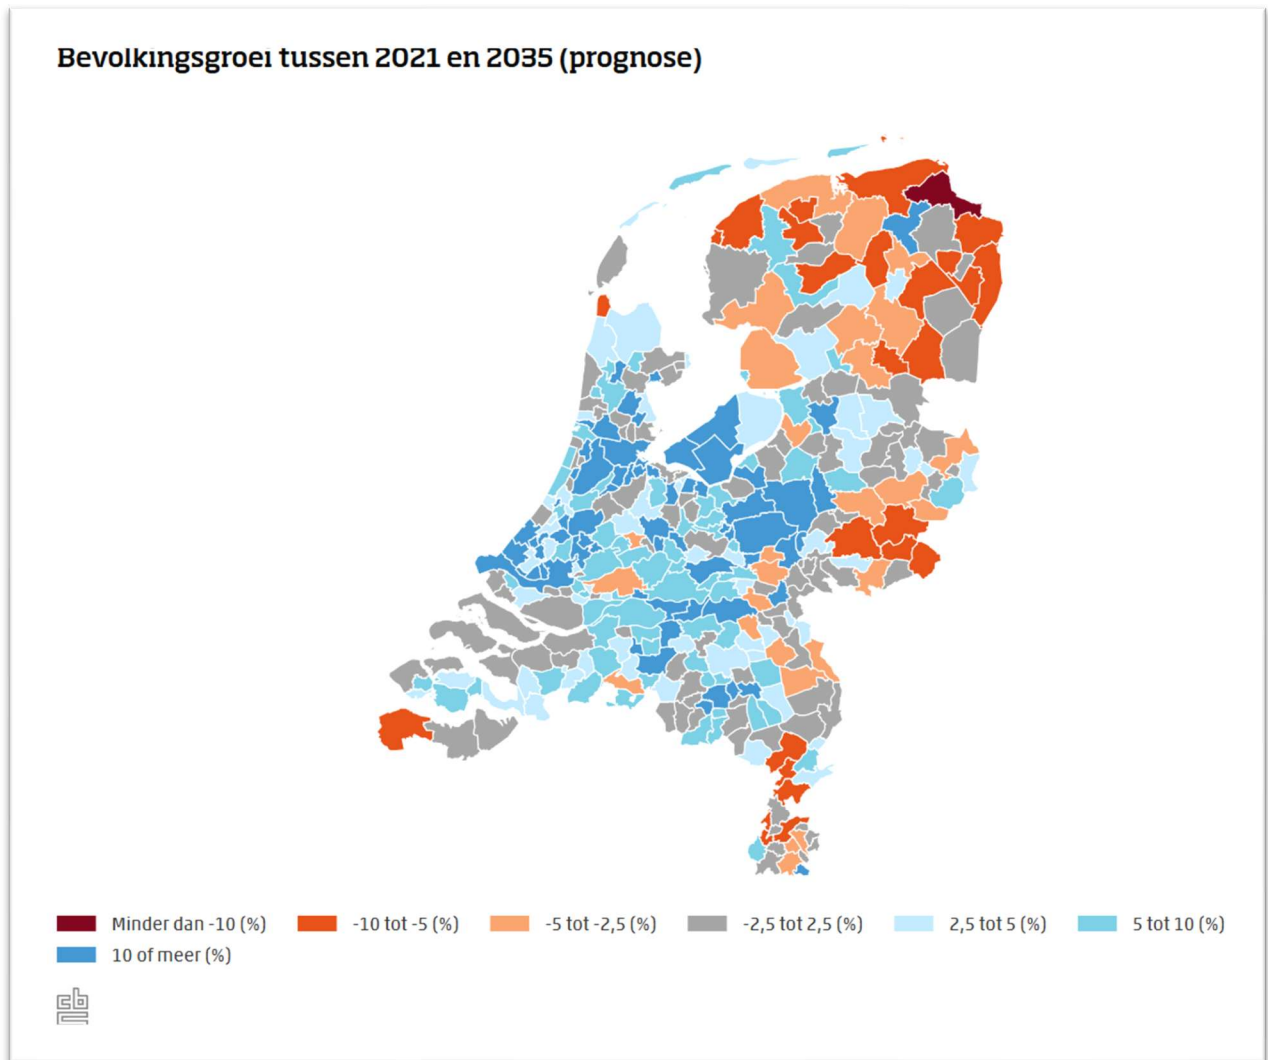 Bevolkingsgroei tussen 2021 en 2035 (prognose)
Minder dan -10 (%) -10 tot -5 (%) -5 tot -2,5 (%) -2,5 tot 2,5 (%) 2,5 tot 5 (%) 5 tot 10 (%)
10 of meer (%)
cb